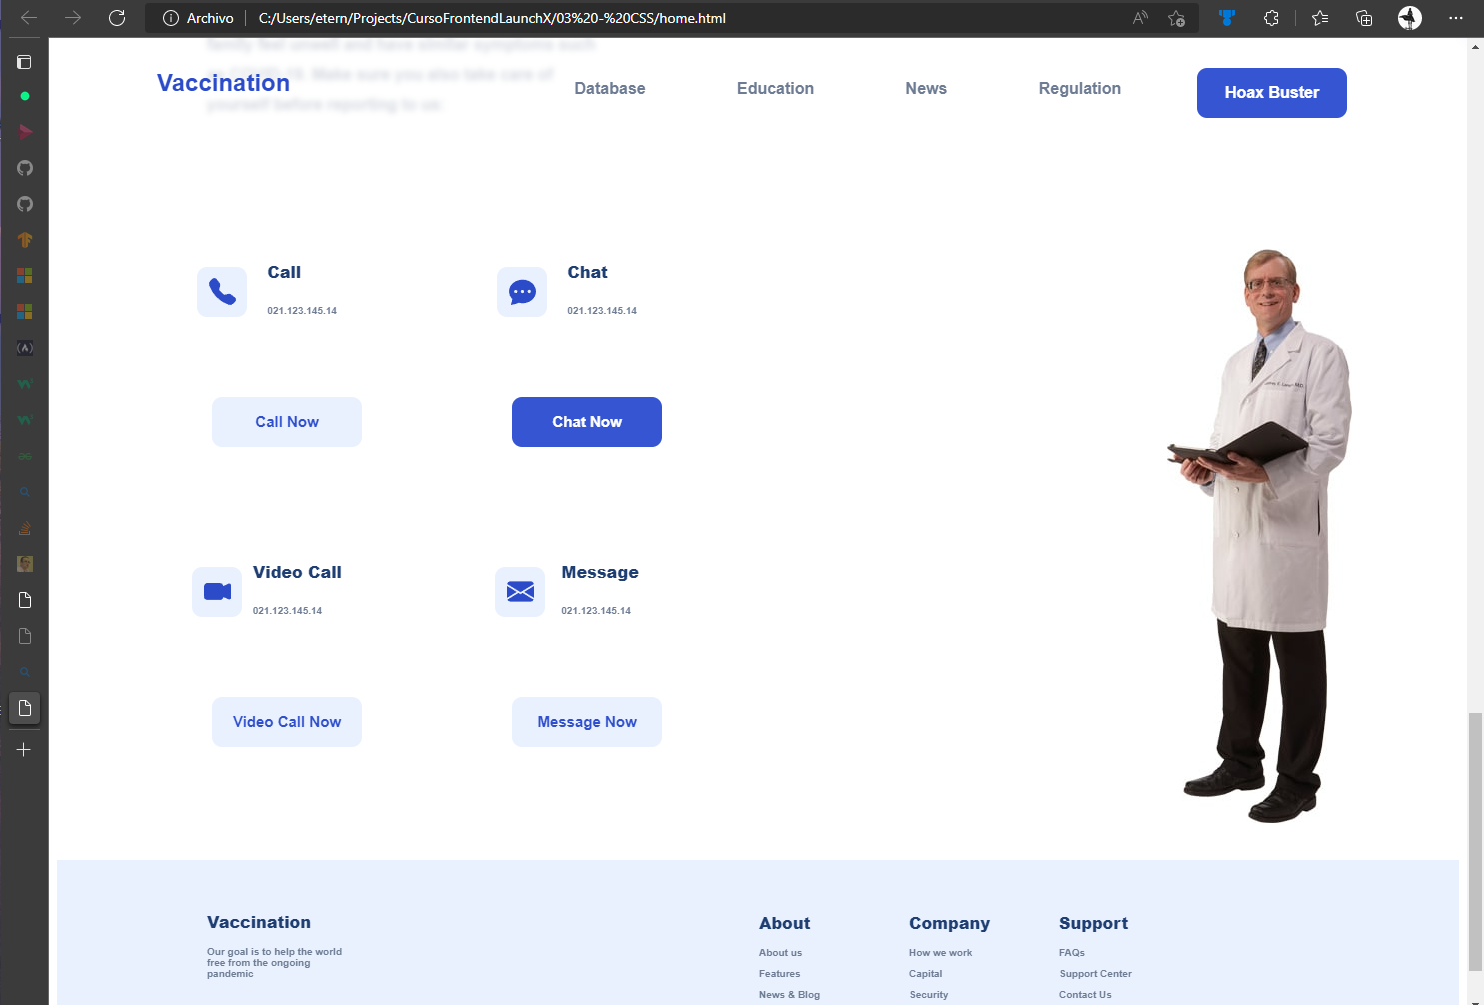 Archivo
C:/Users/etern/Projects/CursoFrontendLaunchX/03%20-%20CSS/home.html
family feel unwell and have similar symptoms such
Make sure you also take care of
yourself before reporting to us:
Vaccination
Database
Education
News
Regulation
Hoax Buster
Call
021.123.145.14
Chat
021.123.145.14
Call Now
Chat Now
Video Call
021.123.145.14
Message
021.123.145.14
Video Call Now
Message Now
Vaccination
Our goal is to help the world
free from the ongoing
pandemic
About
About us
Features
News & Blog
Company
How we work
Capital
Security
Support
FAQs
Support Center
Contact Us